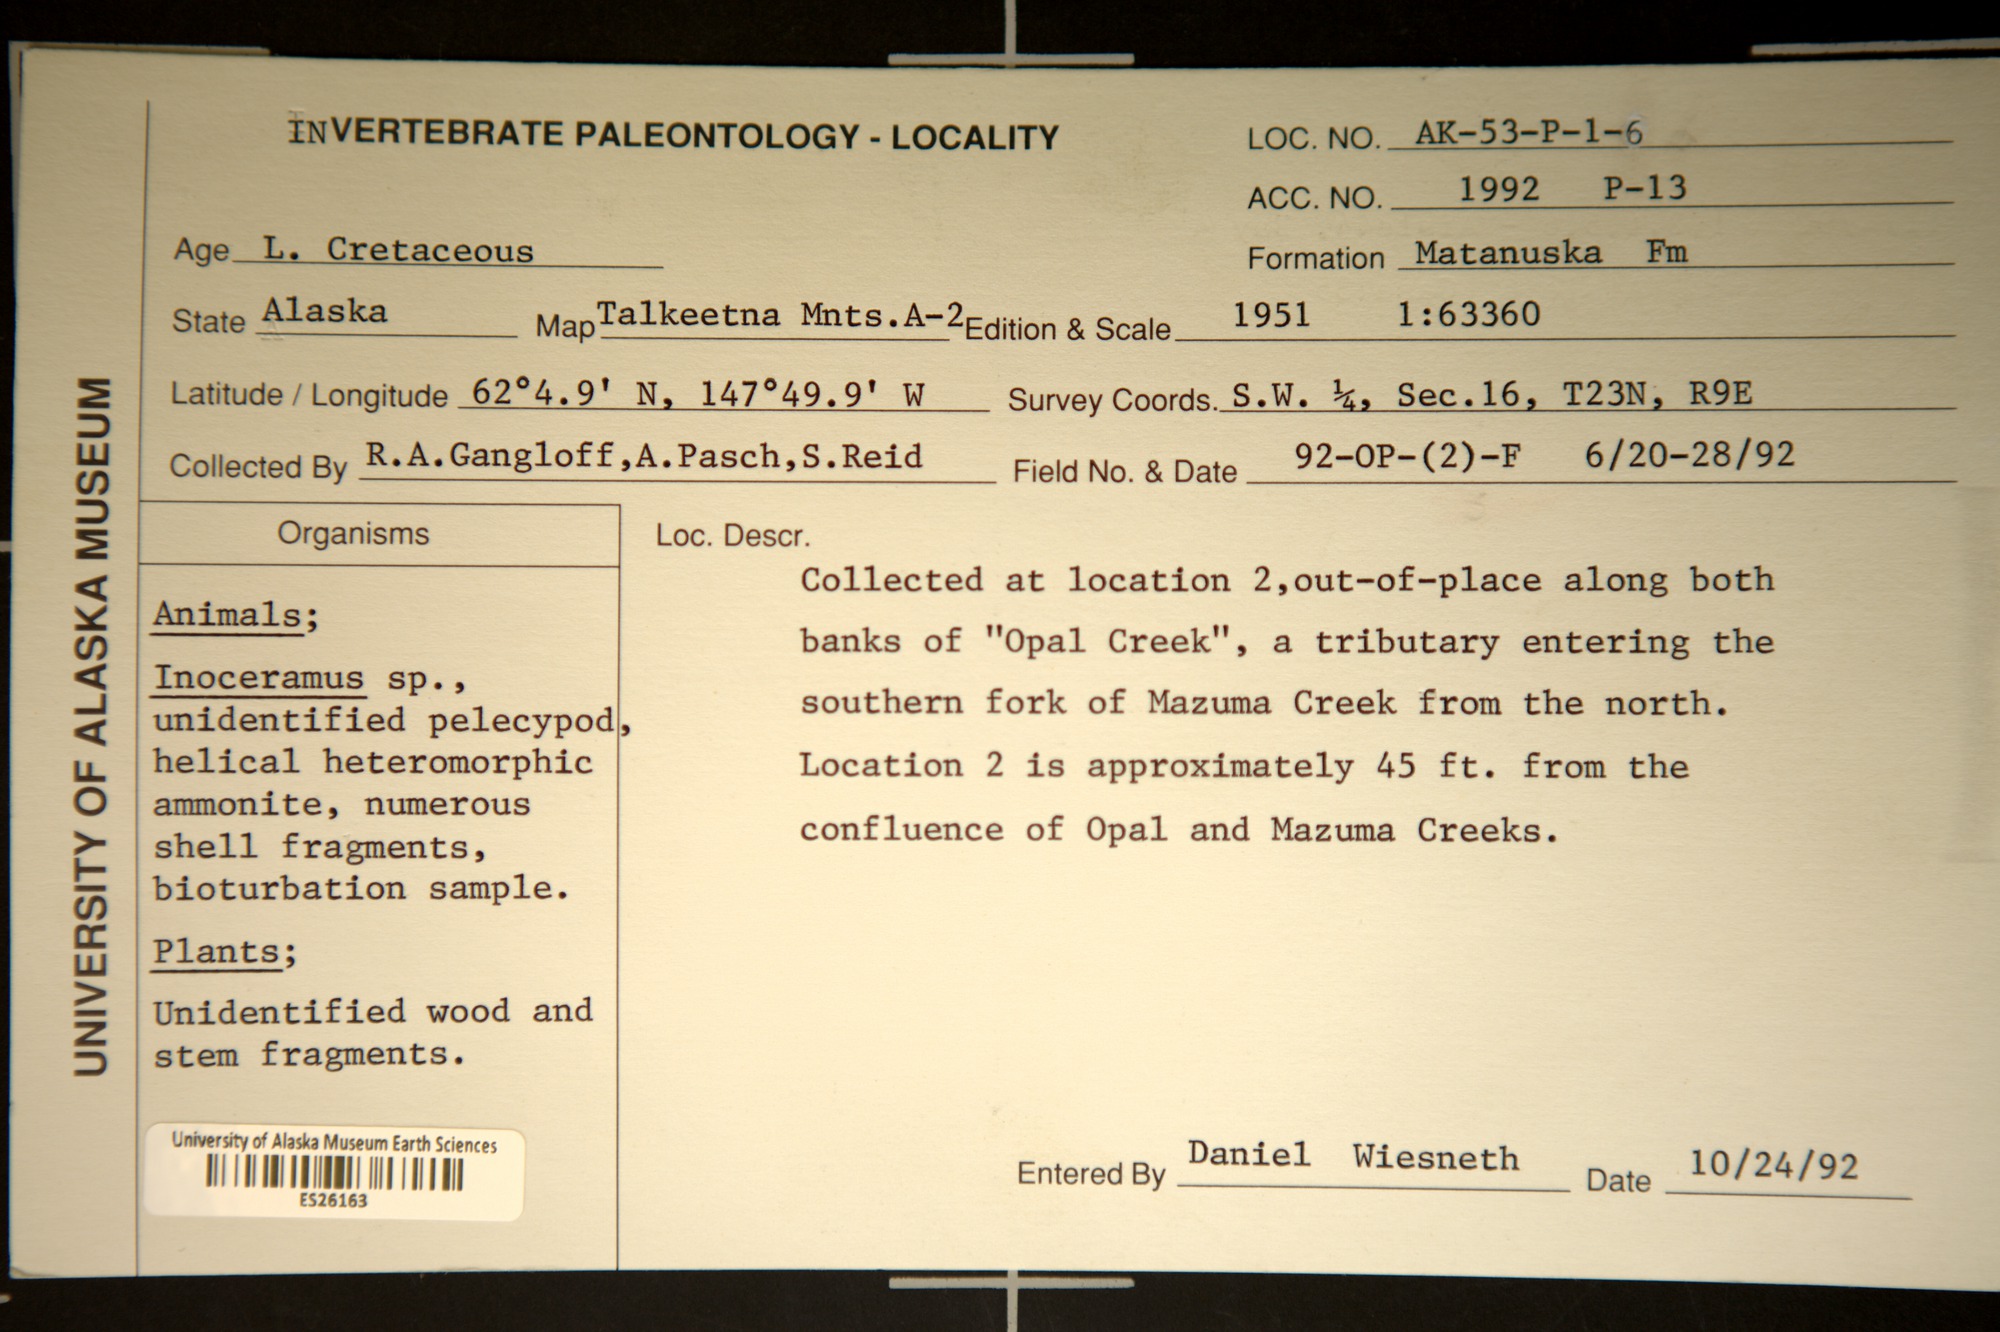 UNIVERSITY OF ALASKA MUSEUM
INVERTEBRATE PALEONTOLOGY - LOCALITY
LOC. NO. AK-53-P-1-6
ACC. NO. 1992 P-13
Age L. Cretaceous
Formation Matanuska Fm
State Alaska Map Talkeetna Mnts.A-2 Edition & Scale 1951 1:63360
Latitude / Longitude 62°4.9' N, 147°49.9' W Survey Coords. S.W. ¼, Sec.16, T23N, R9E
Collected By R.A.Gangloff,A.Pasch,S.Reid Field No. & Date 92-OP-(2)-F 6/20-28/92
Organisms
Animals;
Inoceramus sp.,
unidentified pelecypod,
helical heteromorphic
ammonite, numerous
shell fragments,
bioturbation sample.
Plants;
Unidentified wood and
stem fragments.
Loc. Descr.
Collected at location 2,out-of-place along both
banks of "Opal Creek", a tributary entering the
southern fork of Mazuma Creek from the north.
Location 2 is approximately 45 ft. from the
confluence of Opal and Mazuma Creeks.
University of Alaska Museum Earth Sciences
ES26163
Entered By Daniel Wiesneth Date 10/24/92